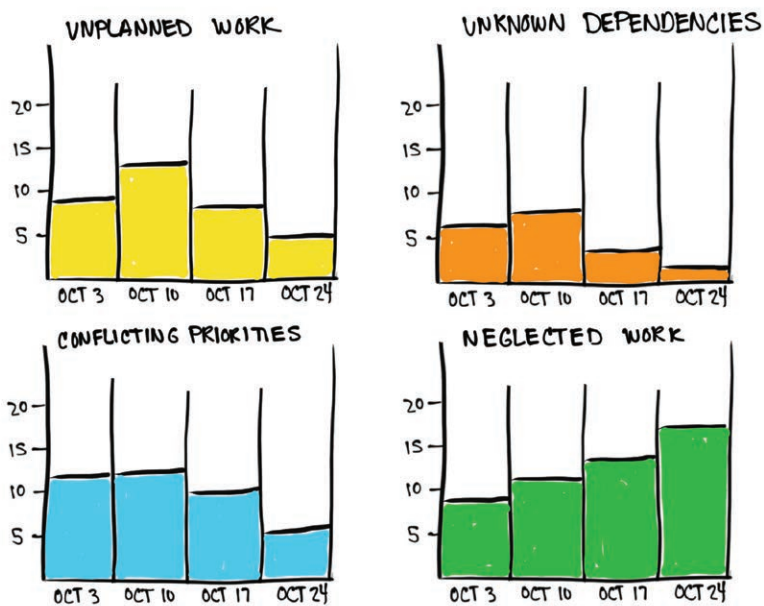 UNPLANNED WORK
20
15
10
5
OCT 3 OCT 10 OCT 17 OCT 24
UNKNOWN DEPENDENCIES
20
15
10
5
OCT 3 OCT 10 OCT 17 OCT 24
CONFLICTING PRIORITIES
20
15
10
5
OCT 3 OCT 10 OCT 17 OCT 24
NEGLECTED WORK
20
15
10
5
OCT 3 OCT 10 OCT 17 OCT 24